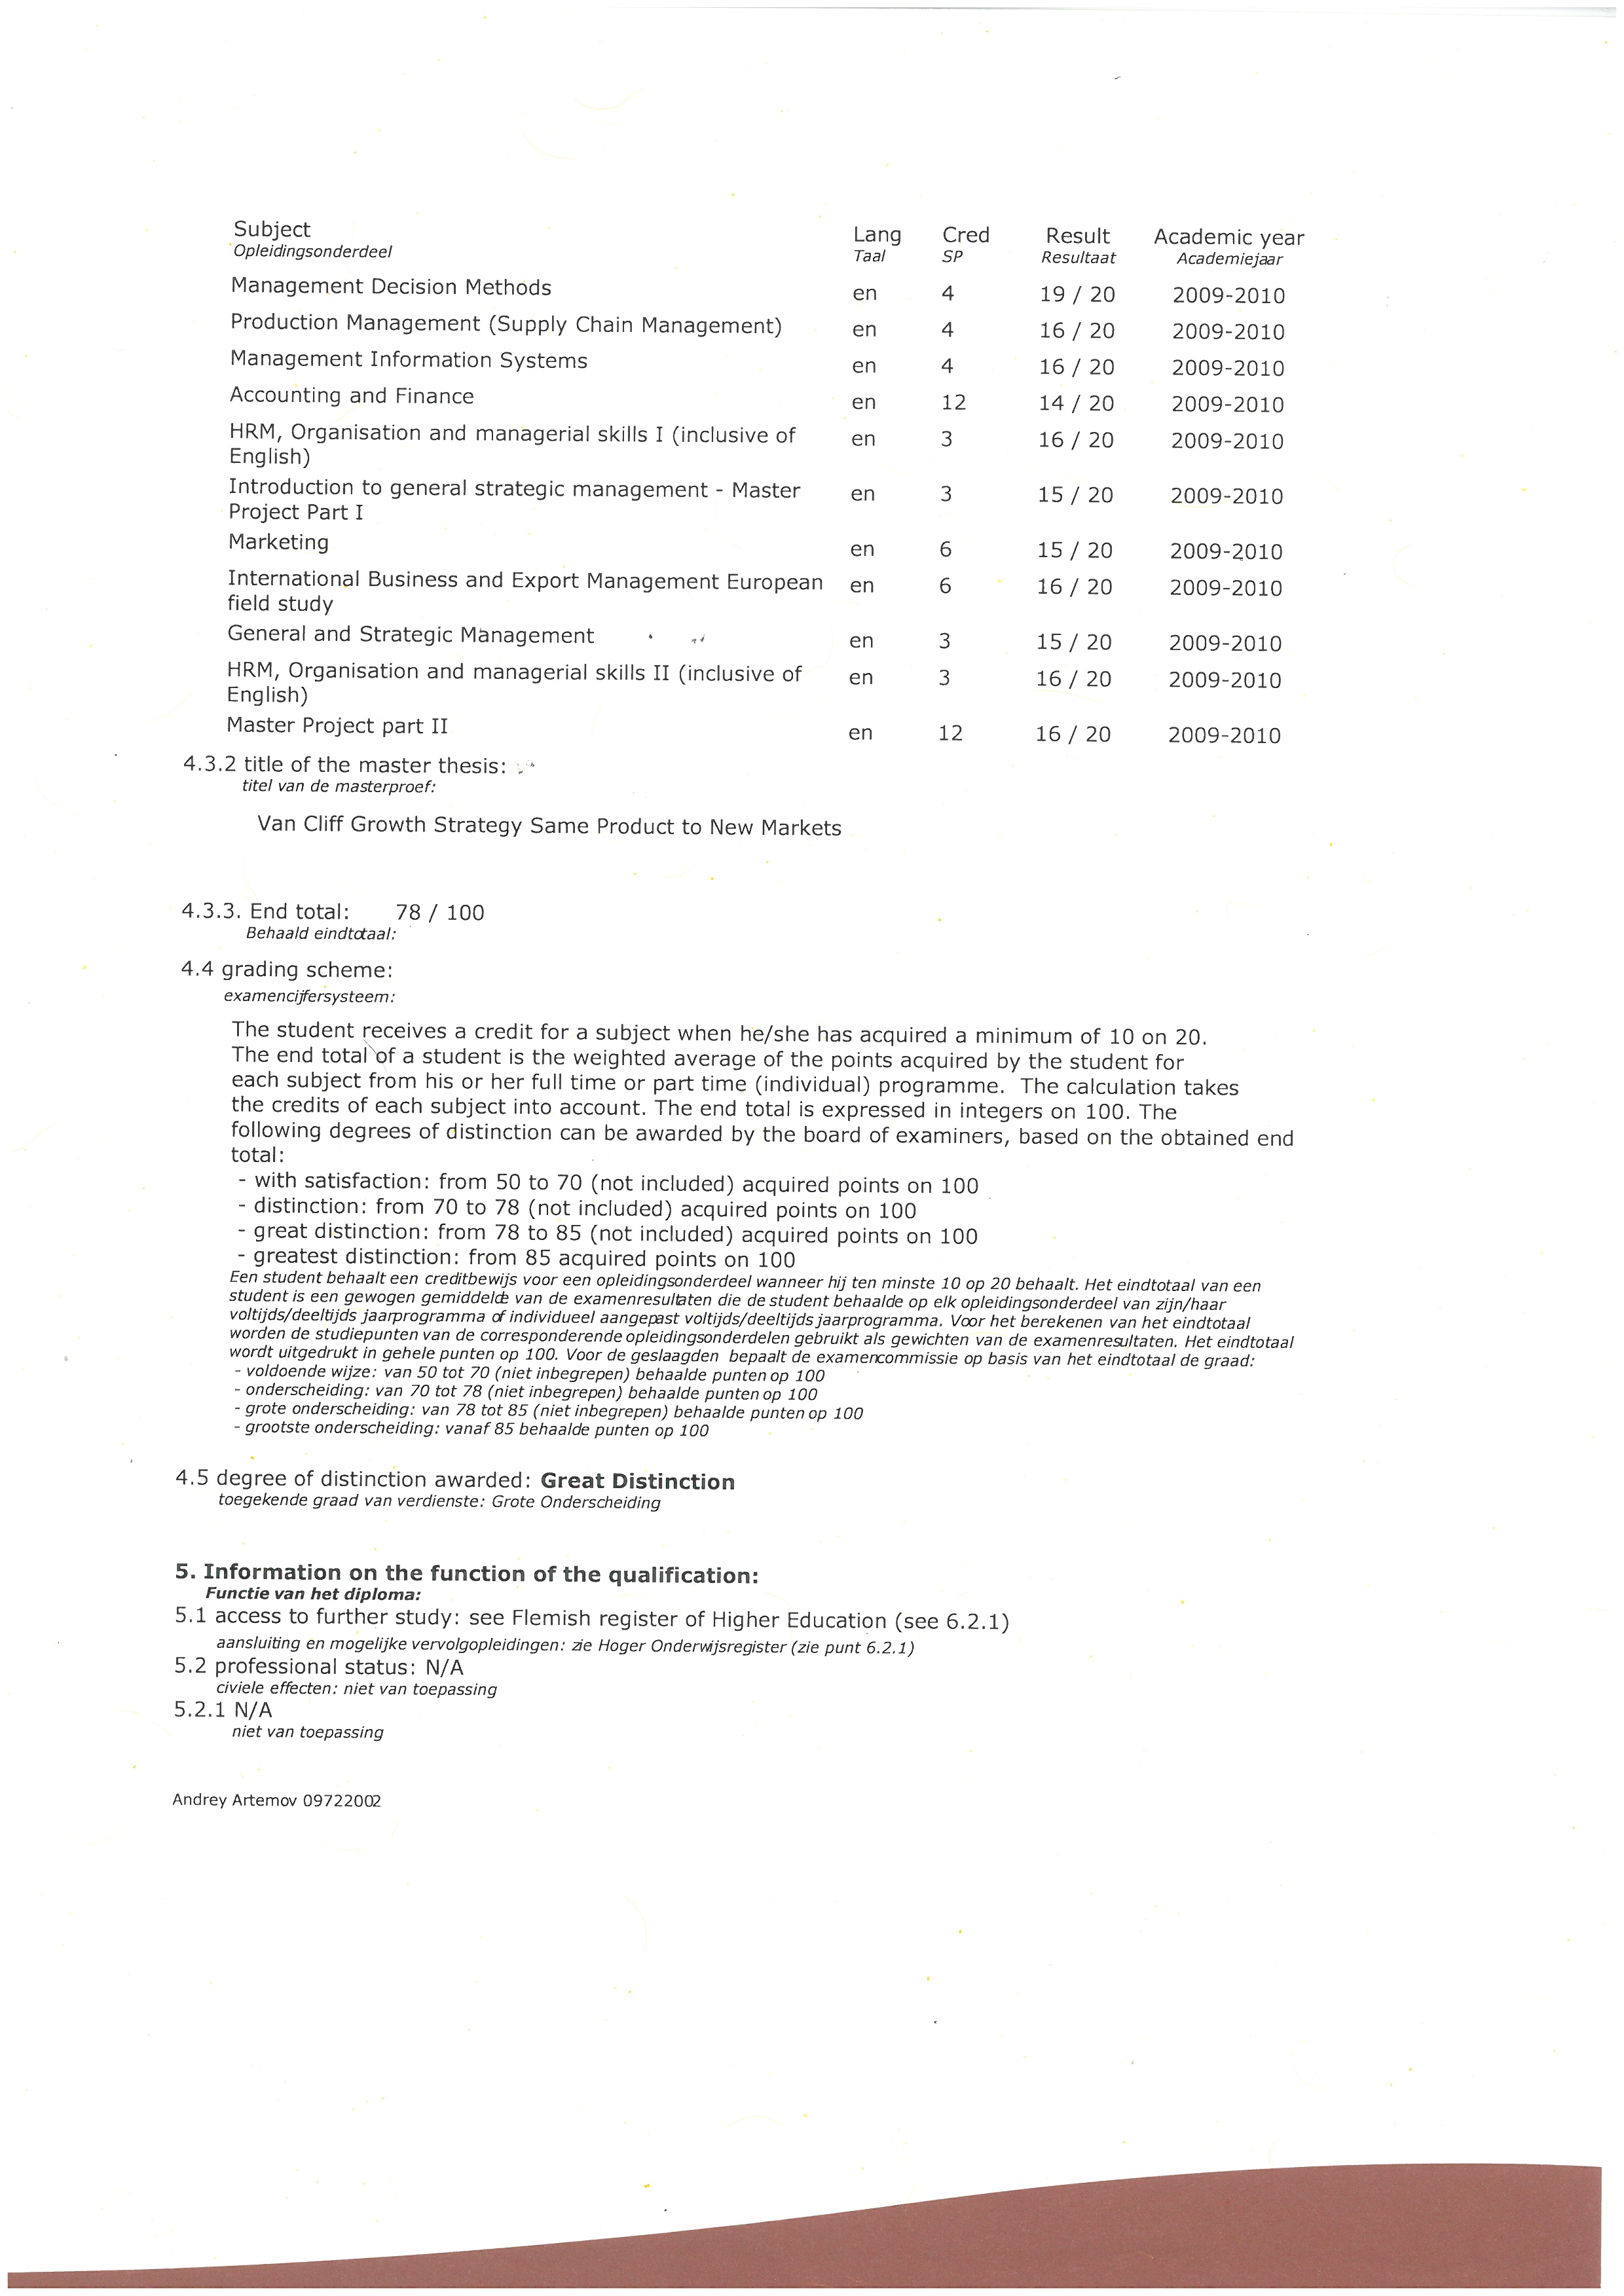 Subject Lang Cred Result Academic year
Opleidingsonderdeel Taal SP Resultaat Academiejaar
Management Decision Methods en 4 19 / 20 2009-2010
Production Management (Supply Chain Management) en 4 16 / 20 2009-2010
Management Information Systems en 4 16 / 20 2009-2010
Accounting and Finance en 12 14 / 20 2009-2010
HRM, Organisation and managerial skills I (inclusive of en 3 16 / 20 2009-2010
English)
Introduction to general strategic management - Master en 3 15 / 20 2009-2010
Project Part I
Marketing en 6 15 / 20 2009-2010
International Business and Export Management European en 6 16 / 20 2009-2010
field study
General and Strategic Management en 3 15 / 20 2009-2010
HRM, Organisation and managerial skills II (inclusive of en 3 16 / 20 2009-2010
English)
Master Project part II en 12 16 / 20 2009-2010
4.3.2 title of the master thesis:
titel van de masterproef:
Van Cliff Growth Strategy Same Product to New Markets
4.3.3. End total: 78 / 100
Behaald eindtotaal:
4.4 grading scheme:
examencijfersysteem:
The student receives a credit for a subject when he/she has acquired a minimum of 10 on 20.
The end total of a student is the weighted average of the points acquired by the student for
each subject from his or her full time or part time (individual) programme. The calculation takes
the credits of each subject into account. The end total is expressed in integers on 100. The
following degrees of distinction can be awarded by the board of examiners, based on the obtained end
total:
- with satisfaction: from 50 to 70 (not included) acquired points on 100
- distinction: from 70 to 78 (not included) acquired points on 100
- great distinction: from 78 to 85 (not included) acquired points on 100
- greatest distinction: from 85 acquired points on 100
Een student behaalt een creditbewijs voor een opleidingsonderdeel wanneer hij ten minste 10 op 20 behaalt. Het eindtotaal van een
student is een gewogen gemiddelde van de examenresultaten die de student behaalde op elk opleidingsonderdeel van zijn/haar
voltijds/deeltijds jaarprogramma of individueel aangepast voltijds/deeltijds jaarprogramma. Voor het berekenen van het eindtotaal
worden de studiepunten van de corresponderende opleidingsonderdelen gebruikt als gewichten van de examenresultaten. Het eindtotaal
wordt uitgedrukt in gehele punten op 100. Voor de geslaagden bepaalt de examencommissie op basis van het eindtotaal de graad:
- voldoende wijze: van 50 tot 70 (niet inbegrepen) behaalde punten op 100
- onderscheiding: van 70 tot 78 (niet inbegrepen) behaalde punten op 100
- grote onderscheiding: van 78 tot 85 (niet inbegrepen) behaalde punten op 100
- grootste onderscheiding: vanaf 85 behaalde punten op 100
4.5 degree of distinction awarded: Great Distinction
toegekende graad van verdienste: Grote Onderscheiding
5. Information on the function of the qualification:
Functie van het diploma:
5.1 access to further study: see Flemish register of Higher Education (see 6.2.1)
aansluiting en mogelijke vervolgopleidingen: zie Hoger Onderwijsregister (zie punt 6.2.1)
5.2 professional status: N/A
civiele effecten: niet van toepassing
5.2.1 N/A
niet van toepassing
Andrey Artemov 09722002